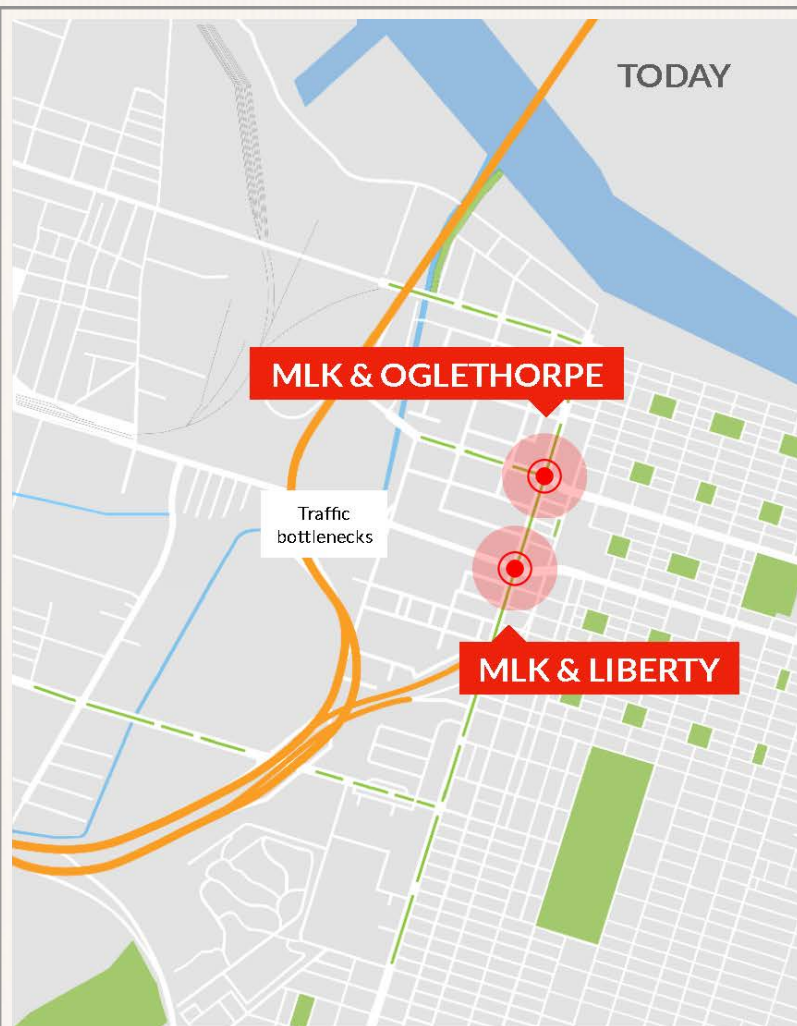 TODAY
MLK & OGLETHORPE
Traffic
bottlenecks
MLK & LIBERTY